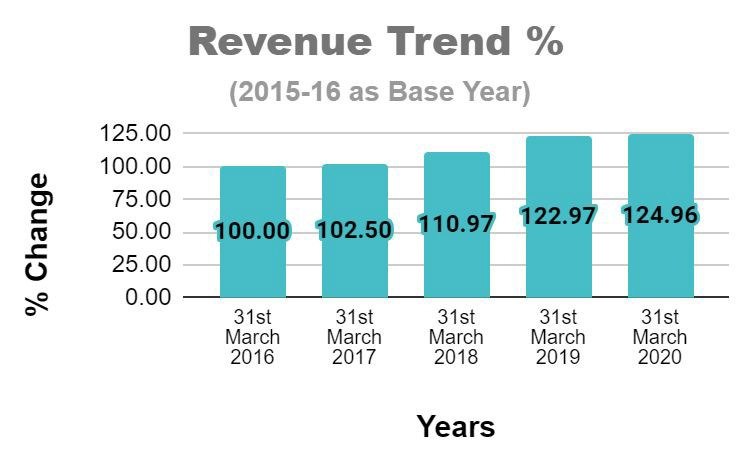 Revenue Trend %
(2015-16 as Base Year)
% Change
125.00
100.00
75.00
50.00
25.00
0.00
100.00
102.50
110.97
122.97
124.96
31st
March
2016
31st
March
2017
31st
March
2018
31st
March
2019
31st
March
2020
Years